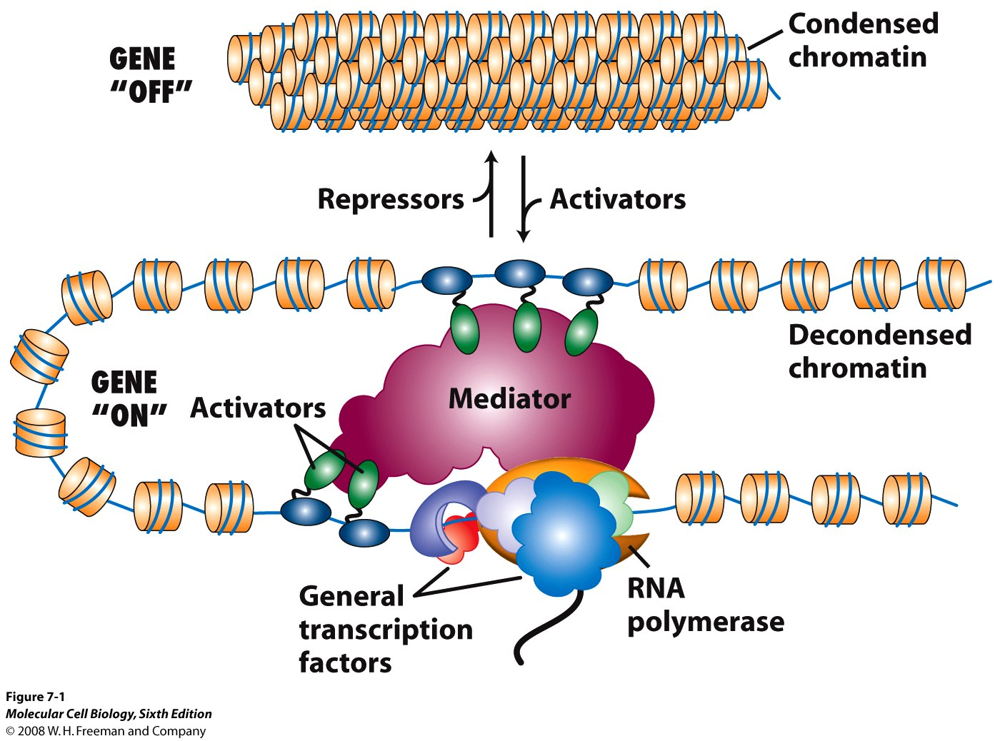 GENE
“OFF”
Condensed
chromatin
Repressors
Activators
Decondensed
chromatin
GENE
“ON”
Activators
Mediator
General
transcription
factors
RNA
polymerase
Figure 7-1
Molecular Cell Biology, Sixth Edition
© 2008 W. H. Freeman and Company